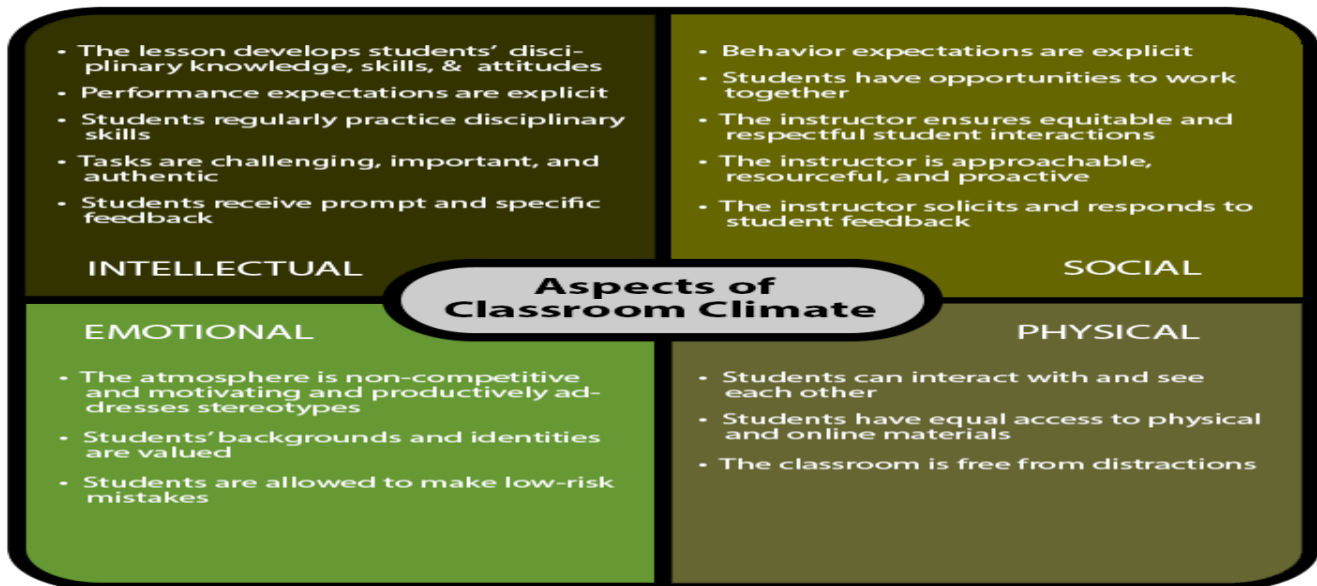 • The lesson develops students' disci-
plinary knowledge, skills, & attitudes
• Performance expectations are explicit
• Students regularly practice disciplinary
skills
• Tasks are challenging, important, and
authentic
• Students receive prompt and specific
feedback
INTELLECTUAL
• Behavior expectations are explicit
• Students have opportunities to work
together
• The instructor ensures equitable and
respectful student interactions
• The instructor is approachable,
resourceful, and proactive
• The instructor solicits and responds to
student feedback
SOCIAL
Aspects of
Classroom Climate
EMOTIONAL
• The atmosphere is non-competitive
and motivating and productively ad-
dresses stereotypes
• Students' backgrounds and identities
are valued
• Students are allowed to make low-risk
mistakes
PHYSICAL
• Students can interact with and see
each other
• Students have equal access to physical
and online materials
• The classroom is free from distractions